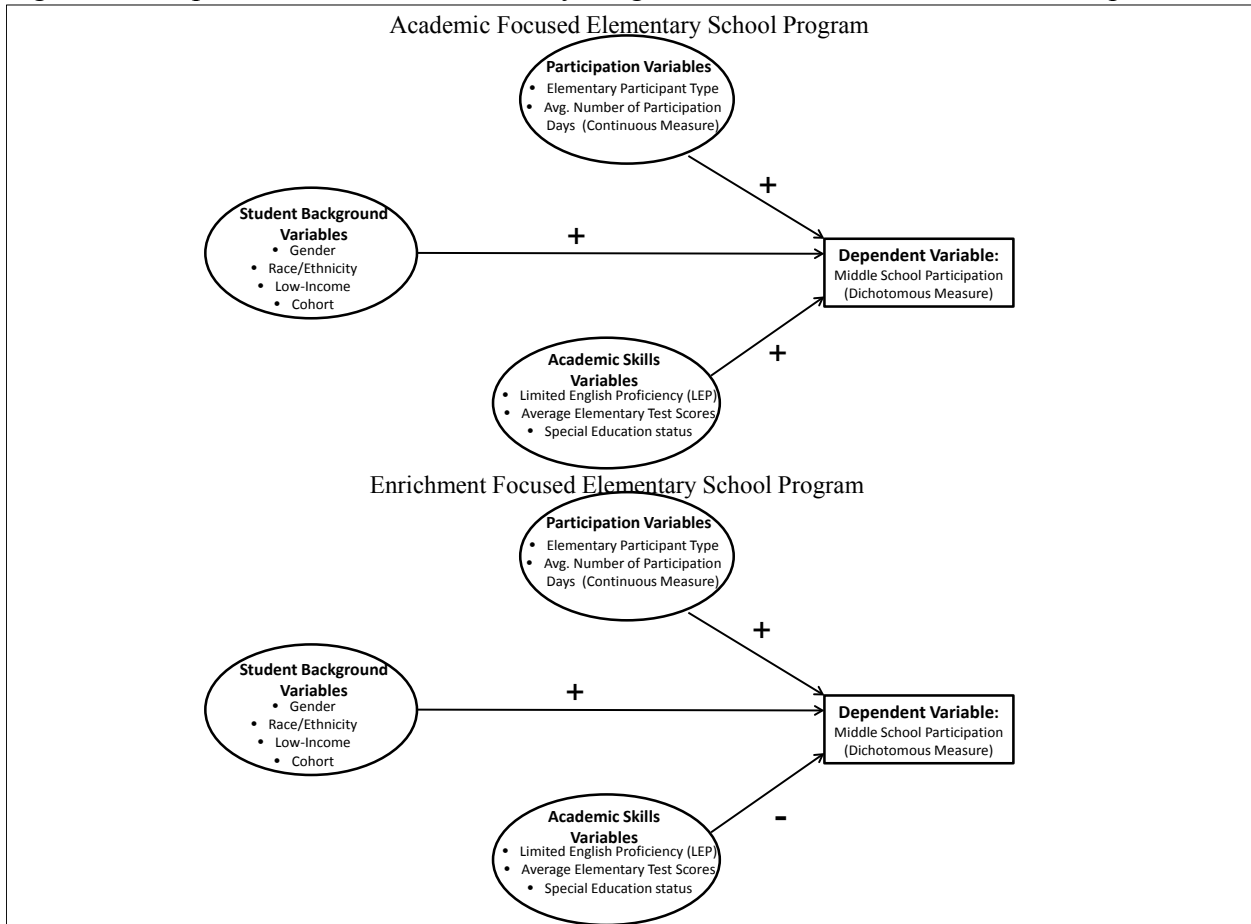 Academic Focused Elementary School Program
Participation Variables
• Elementary Participant Type
• Avg. Number of Participation
Days (Continuous Measure)
+
Student Background
Variables
• Gender
• Race/Ethnicity
• Low-Income
• Cohort
+
Dependent Variable:
Middle School Participation
(Dichotomous Measure)
Academic Skills
Variables
• Limited English Proficiency (LEP)
• Average Elementary Test Scores
• Special Education status
+
Enrichment Focused Elementary School Program
Participation Variables
• Elementary Participant Type
• Avg. Number of Participation
Days (Continuous Measure)
+
Student Background
Variables
• Gender
• Race/Ethnicity
• Low-Income
• Cohort
+
Dependent Variable:
Middle School Participation
(Dichotomous Measure)
Academic Skills
Variables
• Limited English Proficiency (LEP)
• Average Elementary Test Scores
• Special Education status
-